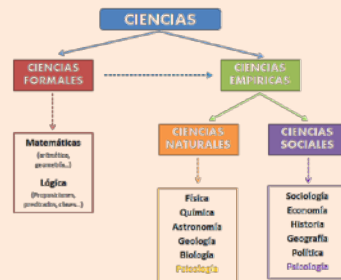 CIENCIAS
CIENCIAS
FORMALES
CIENCIAS
EMPÍRICAS
Matemáticas
(aritmética,
geometría...)
Lógica
(Proposiciones,
predicados, clases...)
CIENCIAS
NATURALES
CIENCIAS
SOCIALES
Física
Química
Astronomía
Geología
Biología
Psicología
Sociología
Economía
Historia
Geografía
Política
Psicología